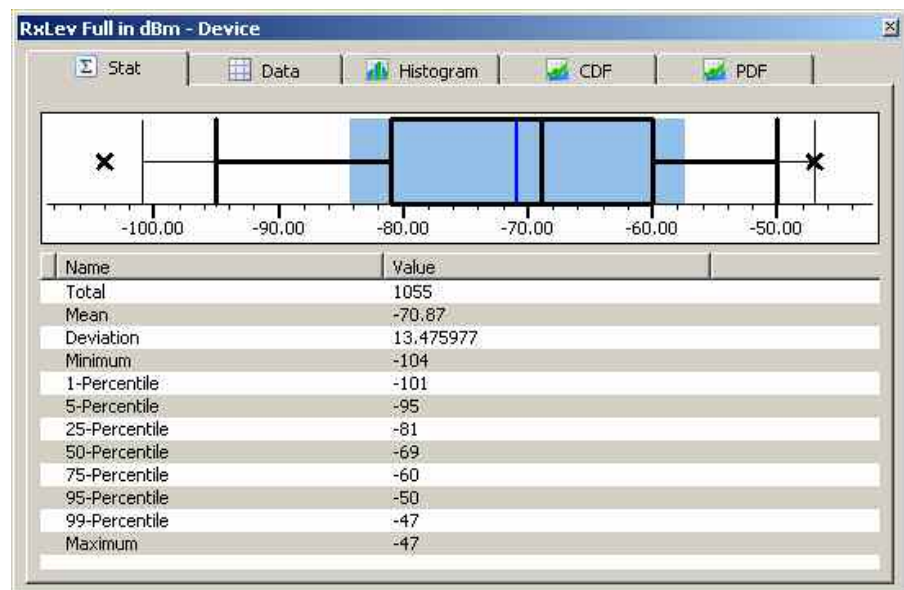 RxLev Full in dBm - Device
Stat Data Histogram CDF PDF
-100.00 -90.00 -80.00 -70.00 -60.00 -50.00
Name Value
Total 1055
Mean -70.87
Deviation 13.475977
Minimum -104
1-Percentile -101
5-Percentile -95
25-Percentile -81
50-Percentile -69
75-Percentile -60
95-Percentile -50
99-Percentile -47
Maximum -47